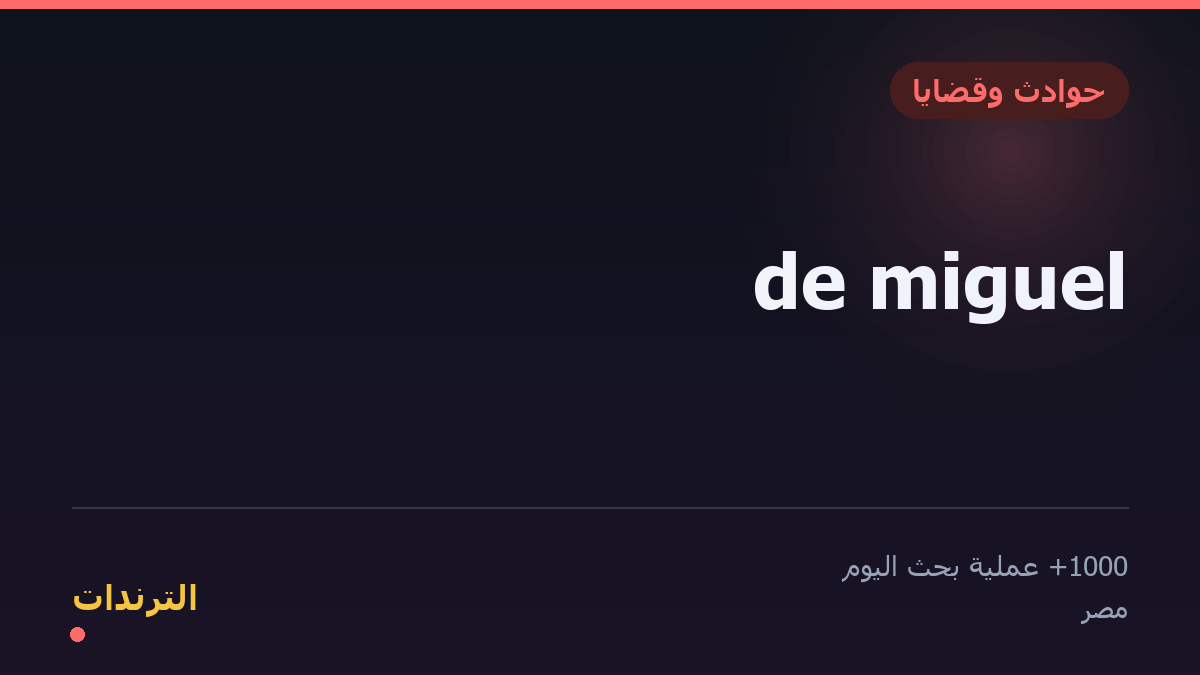 حوادث وقضايا
de miguel
1000+ عملية بحث اليوم
مصر
الترندات